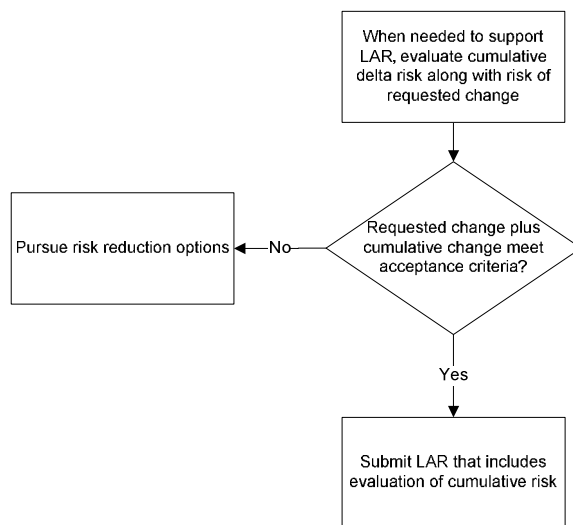 When needed to support
LAR, evaluate cumulative
delta risk along with risk of
requested change
Requested change plus
cumulative change meet
acceptance criteria?
No
Pursue risk reduction options
Yes
Submit LAR that includes
evaluation of cumulative risk